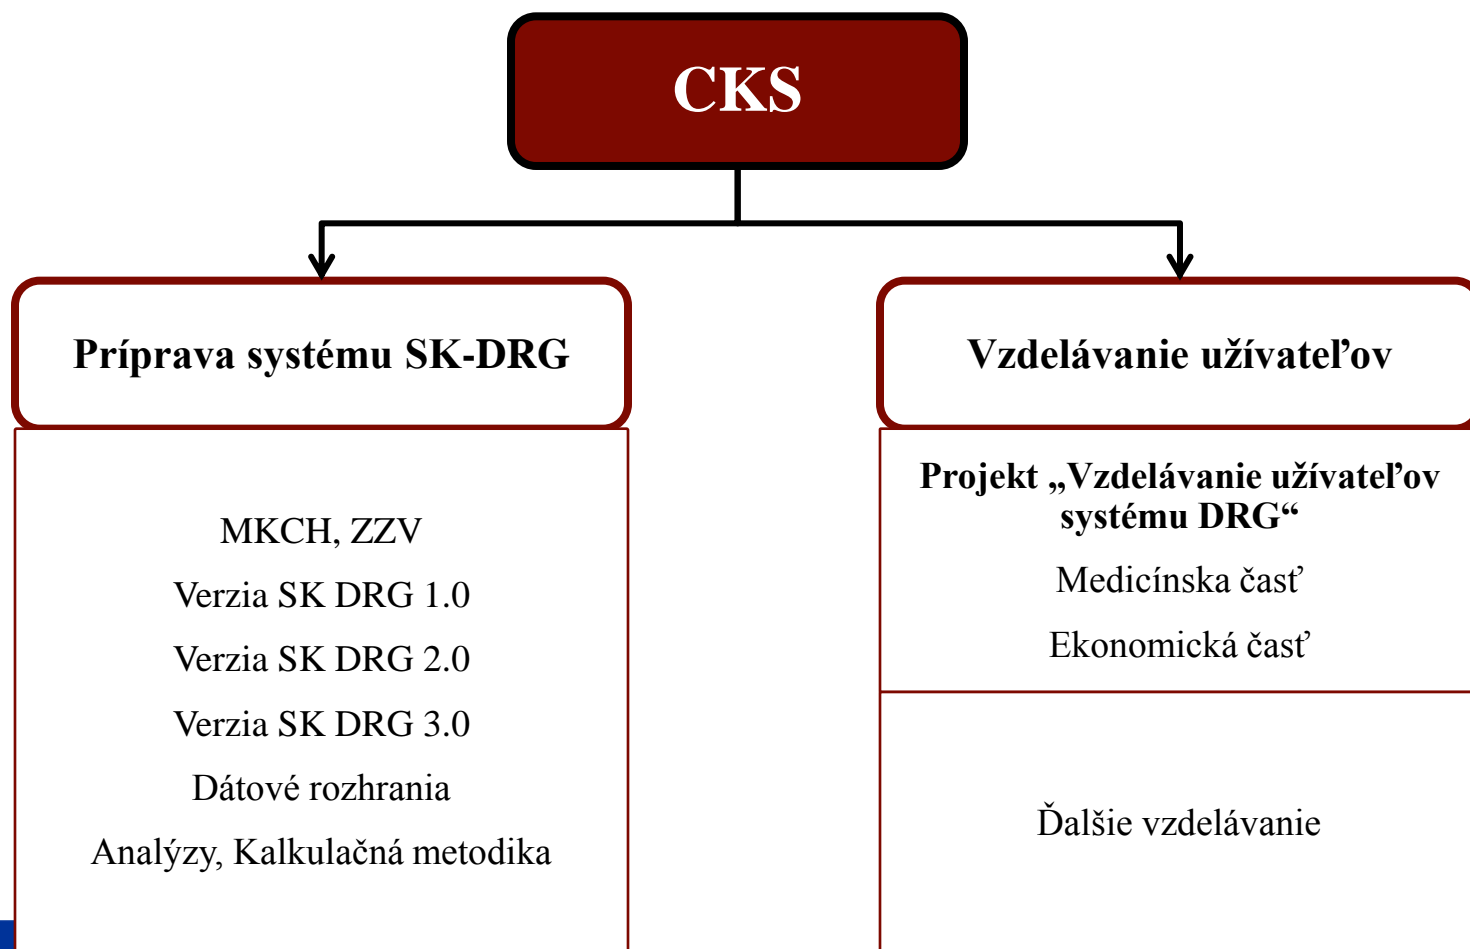 CKS
Príprava systému SK-DRG
MKCH, ZZV
Verzia SK DRG 1.0
Verzia SK DRG 2.0
Verzia SK DRG 3.0
Dátové rozhrania
Analýzy, Kalkulačná metodika
Vzdelávanie užívateľov
Projekt „Vzdelávanie užívateľov
systému DRG“
Medicínska časť
Ekonomická časť
Ďalšie vzdelávanie